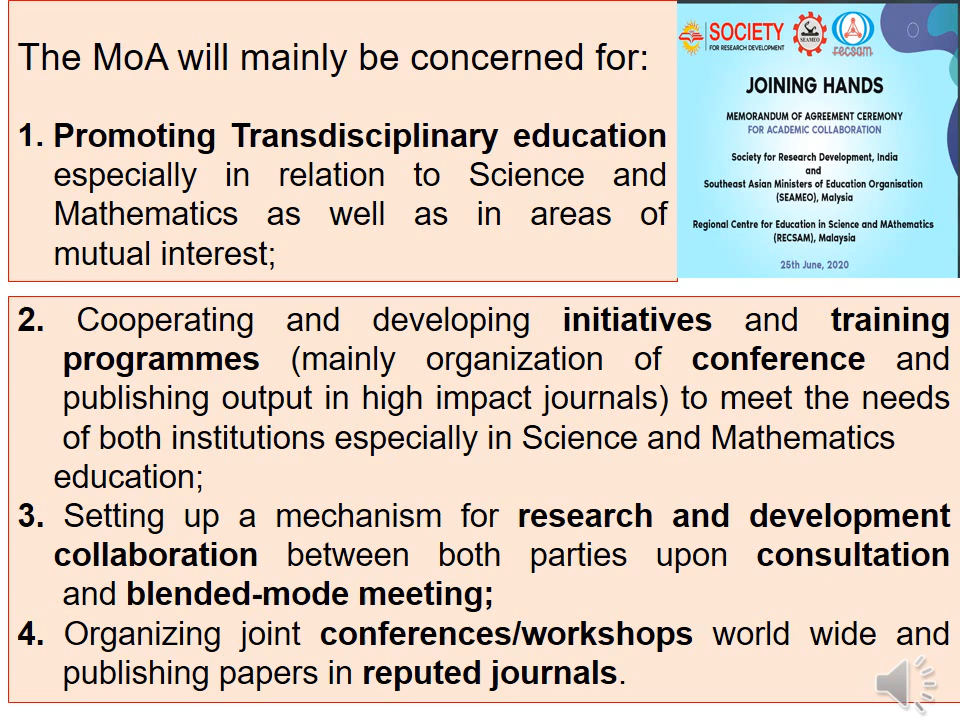 The MoA will mainly be concerned for:
1. Promoting Transdisciplinary education
especially in relation to Science and
Mathematics as well as in areas of
mutual interest;
SOCIETY
FOR RESEARCH DEVELOPMENT
SEAMEO
recsam
JOINING HANDS
MEMORANDUM OF AGREEMENT CEREMONY
FOR ACADEMIC COLLABORATION
Society for Research Development, India
and
Southeast Asian Ministers of Education Organisation
(SEAMEO), Malysia
Regional Centre for Education in Science and MAthematics
(RECSAM), Malaysia
25th June, 2020
2. Cooperating and developing initiatives and training
programmes (mainly organization of conference and
publishing output in high impact journals) to meet the needs
of both institutions especially in Science and Mathematics
education;
3. Setting up a mechanism for research and development
collaboration between both parties upon consultation
and blended-mode meeting;
4. Organizing joint conferences/workshops world wide and
publishing papers in reputed journals.